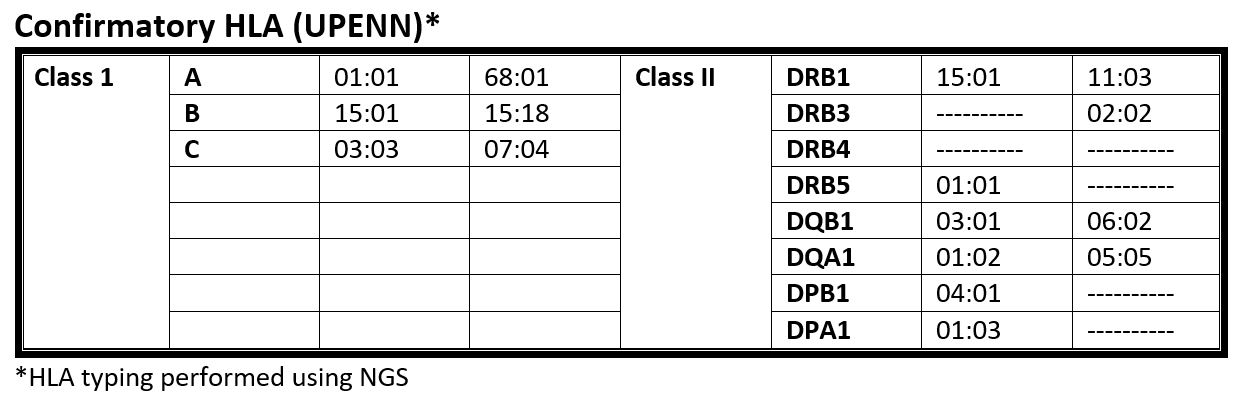 Confirmatory HLA (UPENN)*
Class 1 A 01:01 68:01 Class II DRB1 15:01 11:03
B 15:01 15:18 DRB3 ---------- 02:02
C 03:03 07:04 DRB4 ---------- ----------
DRB5 01:01 ----------
DQB1 03:01 06:02
DQA1 01:02 05:05
DPB1 04:01 ----------
DPA1 01:03 ----------
*HLA typing performed using NGS